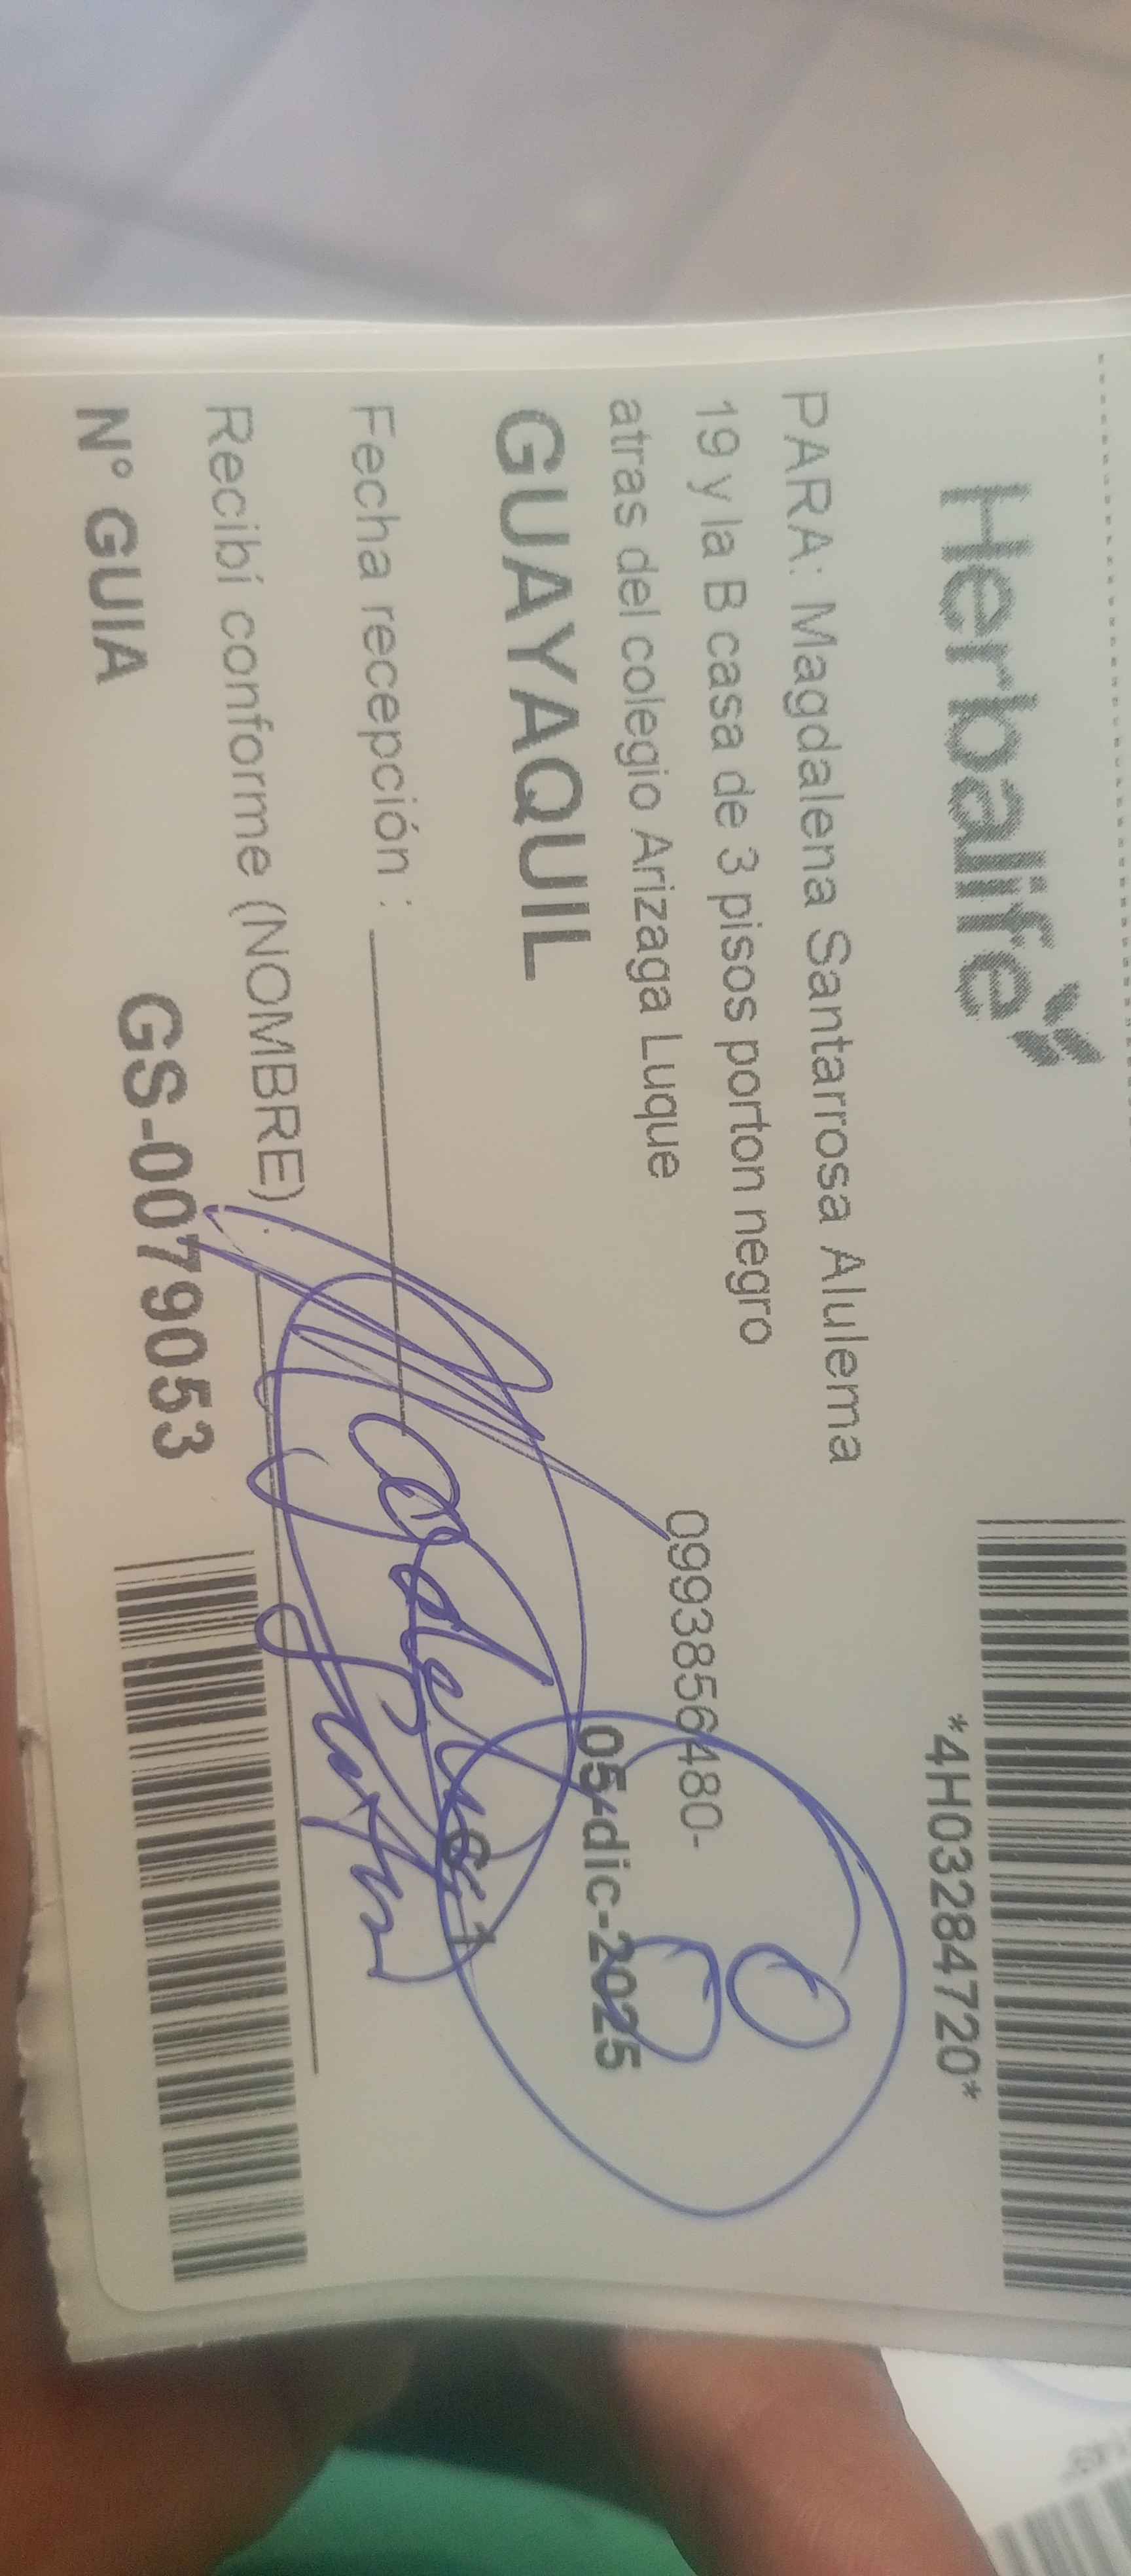 Herbalife
*4H03284720*
PARA: Magdalena Santarrosa Alulema
19 y la B casa de 3 pisos porton negro
0993856480-
atras del colegio Arizaga Luque
GUAYAQUIL
05-dic-2025
Fecha recepción :
Recibí conforme (NOMBRE) :
N° GUIA
GS-0079053